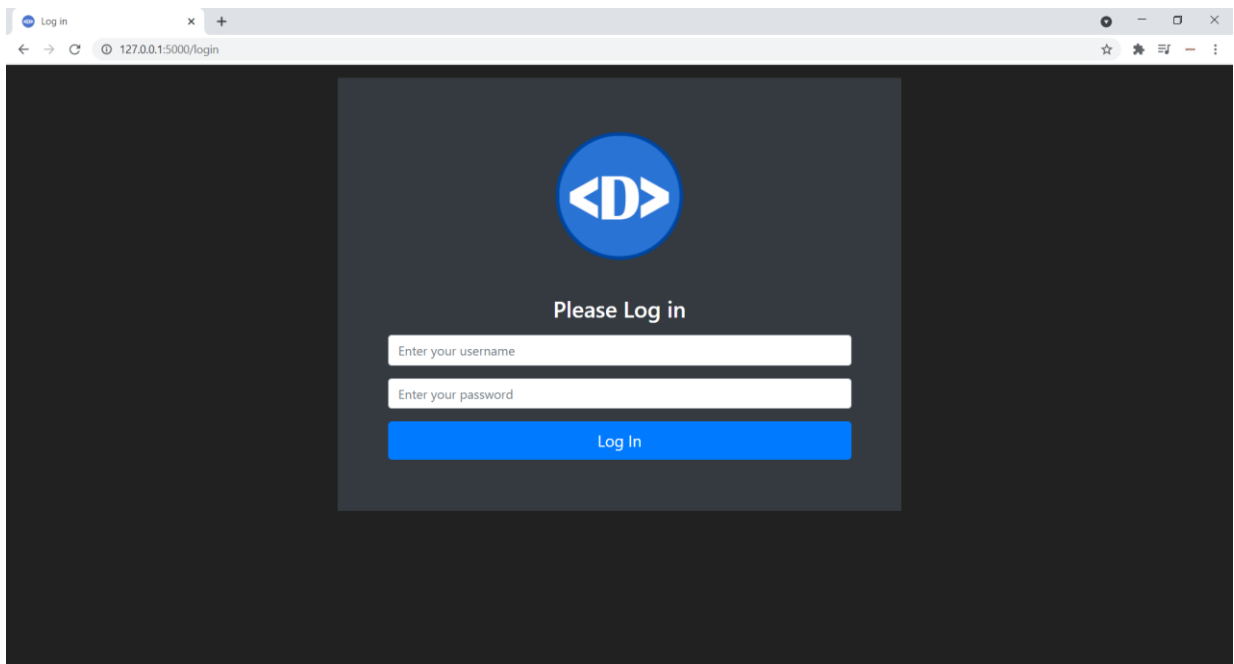 Log in
127.0.0.1:5000/login
<D>
Please Log in
Enter your username
Enter your password
Log In